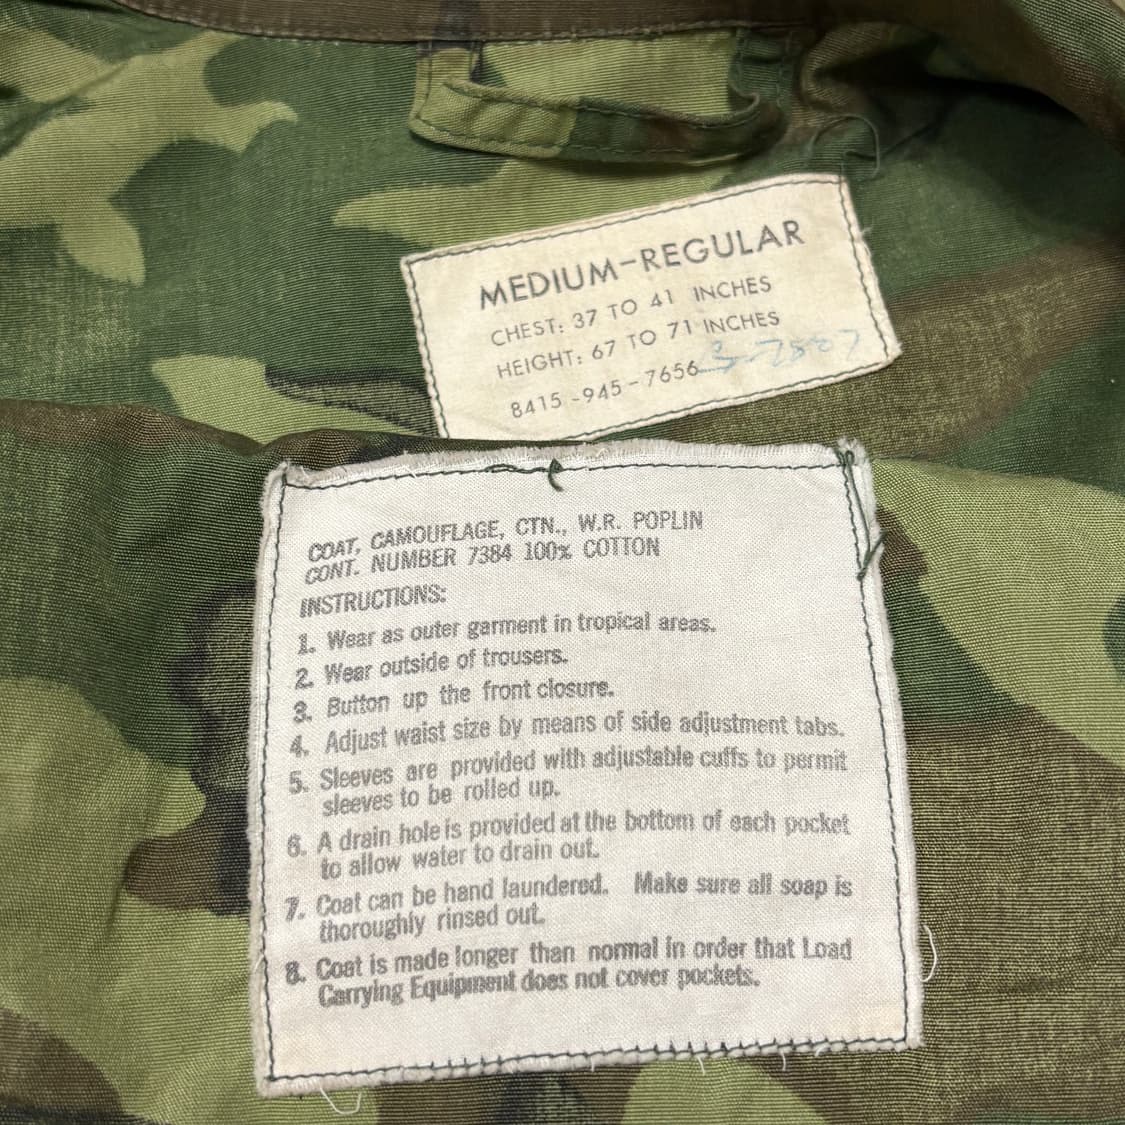 MEDIUM-REGULAR
CHEST: 37 TO 41 INCHES
HEIGHT: 67 TO 71 INCHES
8415-945-7656
COAT, CAMOUFLAGE, CTN., W.R. POPLIN
CONT. NUMBER 7384 100% COTTON
INSTRUCTIONS:
1. Wear as outer garment in tropical areas.
2. Wear outside of trousers.
3. Button up the front closure.
4. Adjust waist size by means of side adjustment tabs.
5. Sleeves are provided with adjustable cuffs to permit
sleeves to be rolled up.
6. A drain hole is provided at the bottom of each pocket
to allow water to drain out.
7. Coat can be hand laundered. Make sure all soap is
thoroughly rinsed out.
8. Coat is made longer than normal in order that Load
Carrying Equipment does not cover pockets.